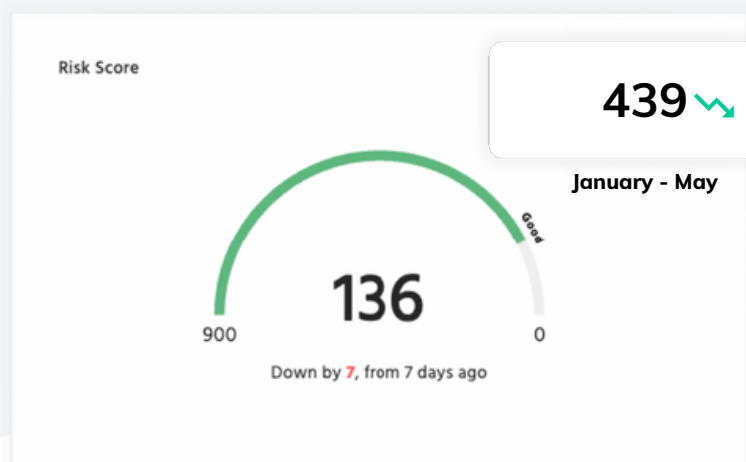 Risk Score
439
January - May
Good
136
900
0
Down by 7, from 7 days ago